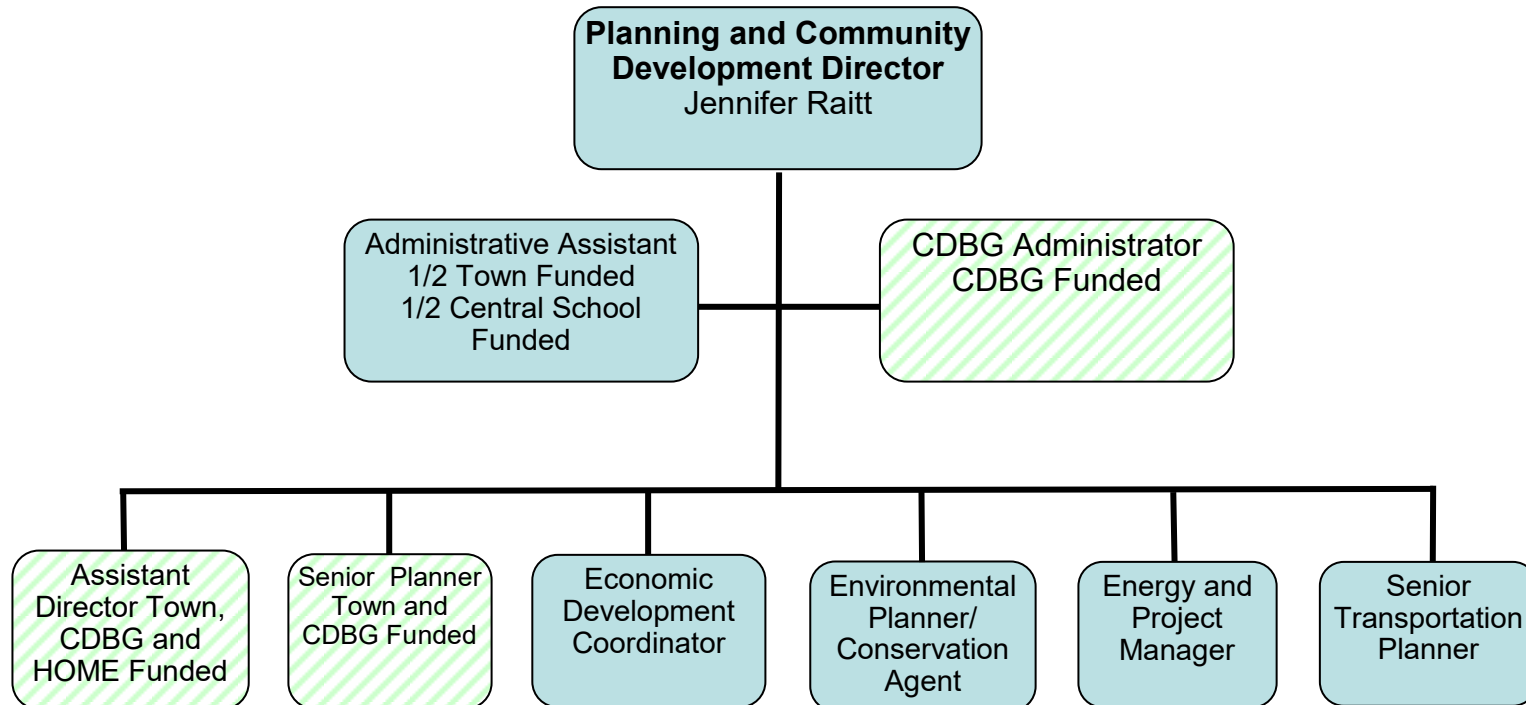 Planning and Community
Development Director
Jennifer Raitt
Administrative Assistant
1/2 Town Funded
1/2 Central School
Funded
CDBG Administrator
CDBG Funded
Assistant
Director Town,
CDBG and
HOME Funded
Senior Planner
Town and
CDBG Funded
Economic
Development
Coordinator
Environmental
Planner/
Conservation
Agent
Energy and
Project
Manager
Senior
Transportation
Planner